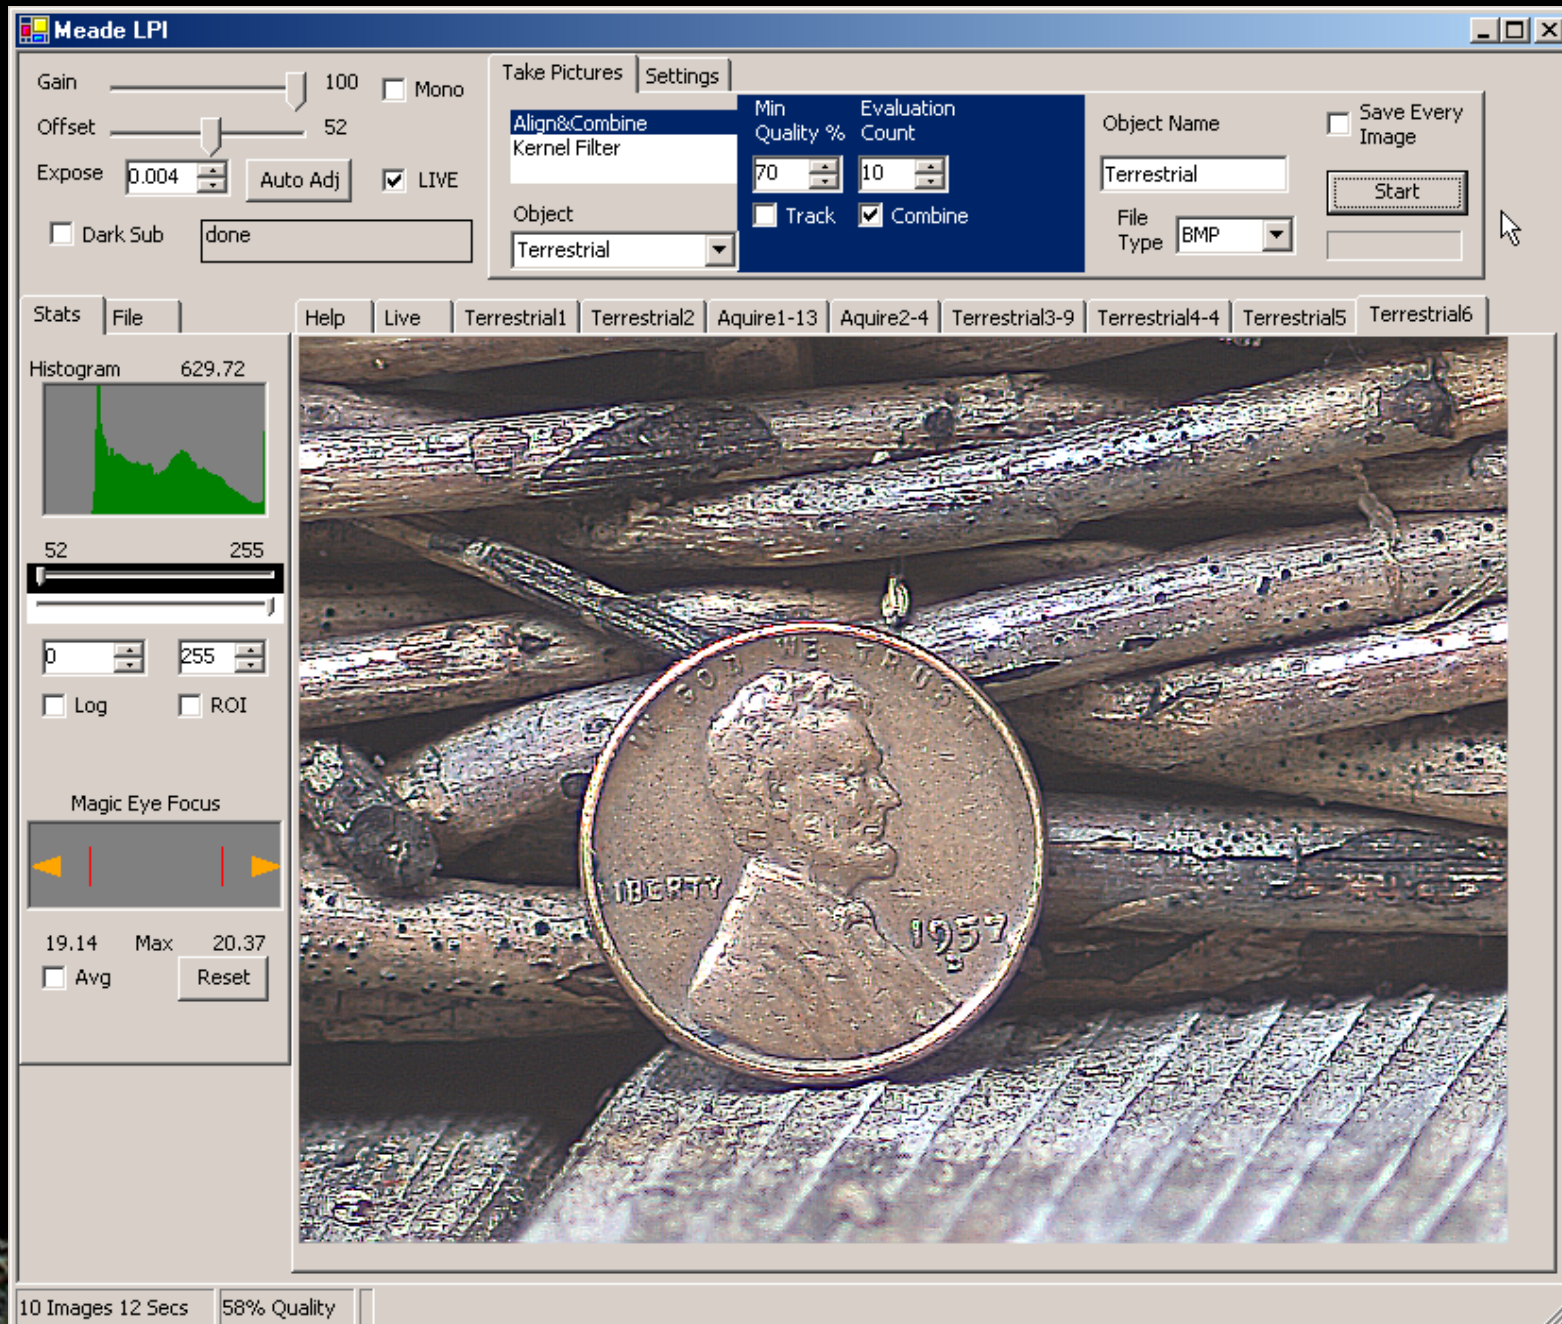 Meade LPI
Gain 100 Mono
Offset 52
Expose 0.004 Auto Adj LIVE
Dark Sub done
Take Pictures Settings
Align&Combine
Kernel Filter
Object
Terrestrial
Min Quality % Evaluation Count
70 10
Track Combine
Object Name
Terrestrial
File Type BMP
Save Every Image
Start
Stats File
Histogram 629.72
52 255
0 255
Log ROI
Magic Eye Focus
19.14 Max 20.37
Avg Reset
Help Live Terrestrial1 Terrestrial2 Aquire1-13 Aquire2-4 Terrestrial3-9 Terrestrial4-4 Terrestrial5 Terrestrial6
IN GOD WE TRUST
LIBERTY
1957
D
10 Images 12 Secs 58% Quality